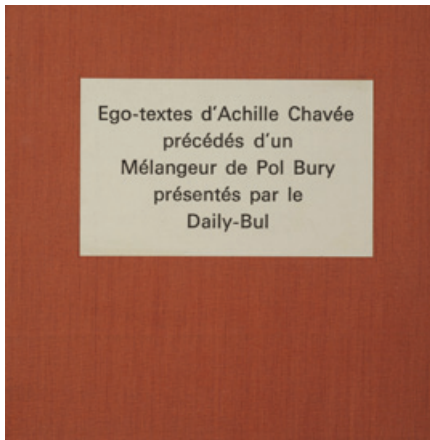 Ego-textes d'Achille Chavée
précédés d'un
Mélangeur de Pol Bury
présentés par le
Daily-Bul